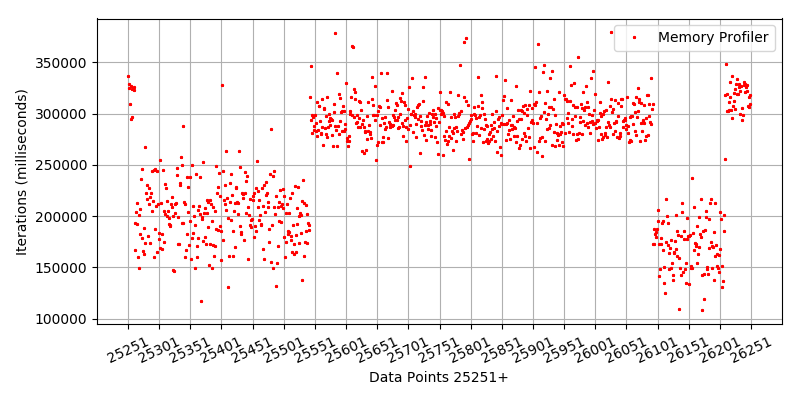 Memory Profiler
Iterations (milliseconds)
350000
300000
250000
200000
150000
100000
25251 25301 25351 25401 25451 25501 25551 25601 25651 25701 25751 25801 25851 25901 25951 26001 26051 26101 26151 26201 26251
Data Points 25251+